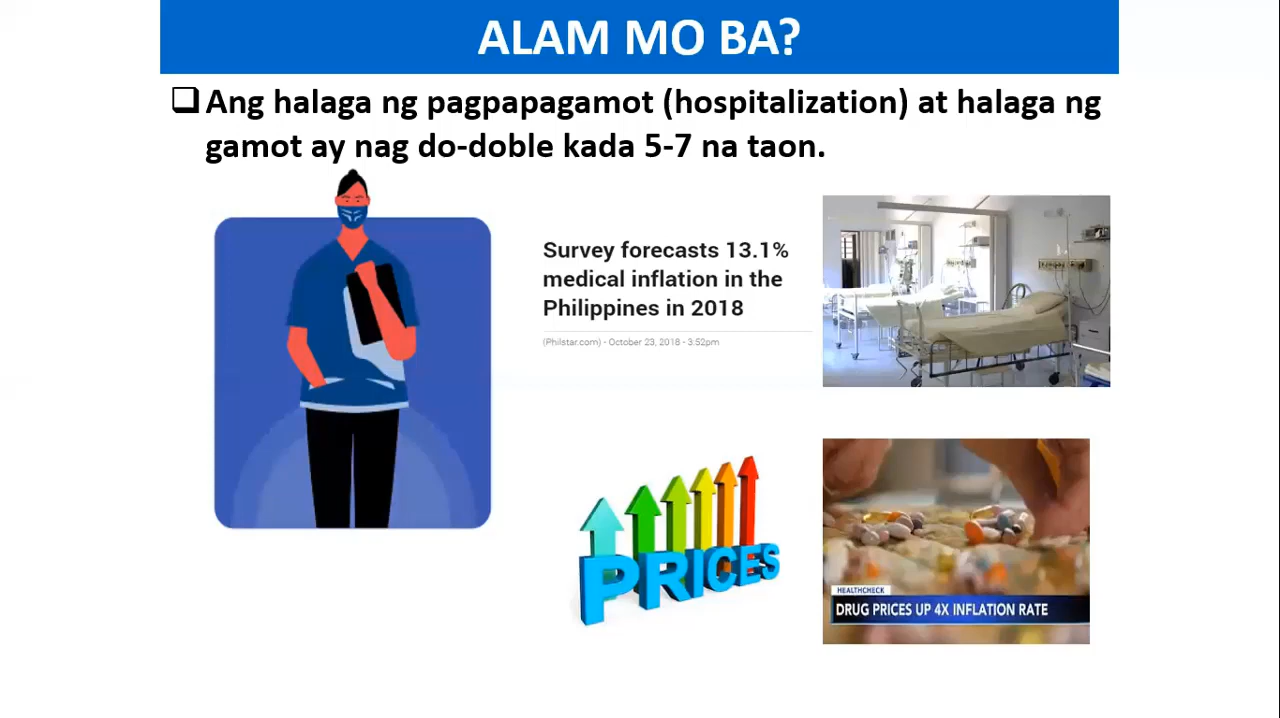 ALAM MO BA?
Ang halaga ng pagpapagamot (hospitalization) at halaga ng
gamot ay nag do-doble kada 5-7 na taon.
Survey forecasts 13.1%
medical inflation in the
Philippines in 2018
(Philstar.com) - October 23, 2018 - 3:52pm
PRICES
HEALTHCHECK
DRUG PRICES UP 4X INFLATION RATE